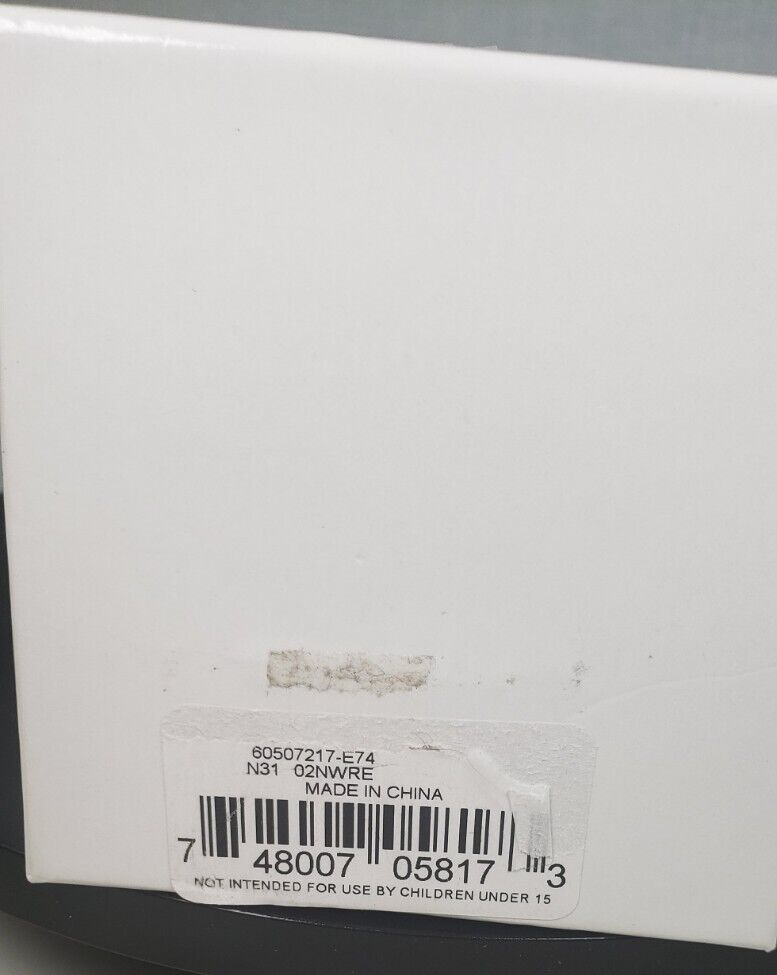 60507217-E74
N31 02NWRE
MADE IN CHINA
7 48007 05817 3
NOT INTENDED FOR USE BY CHILDREN UNDER 15